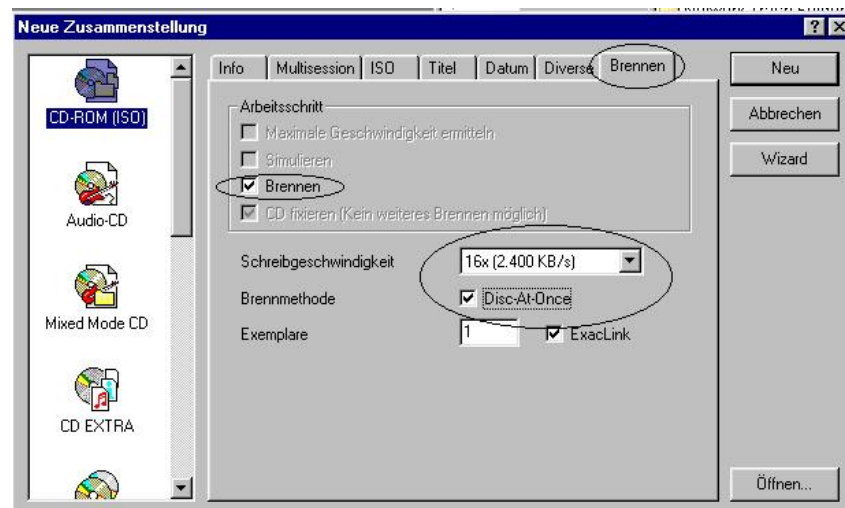 Neue Zusammenstellung
CD-ROM (ISO)
Audio-CD
Mixed Mode CD
CD EXTRA
Info Multisession ISO Titel Datum Diverse Brennen
Arbeitsschritt
Maximale Geschwindigkeit ermitteln
Simulieren
Brennen
CD fixieren (Kein weiteres Brennen möglich)
Schreibgeschwindigkeit 16x (2.400 KB/s)
Brennmethode Disc-At-Once
Exemplare 1 ExacLink
Neu
Abbrechen
Wizard
Öffnen...